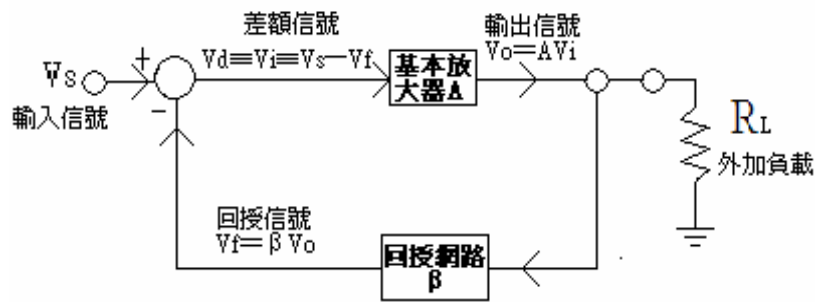 差額信號
Vd=Vi=Vs-Vf
輸出信號
Vo=AVi
+
Vs
-
輸入信號
基本放
大器A
RL
外加負載
回授信號
Vf=βVo
回授網路
β